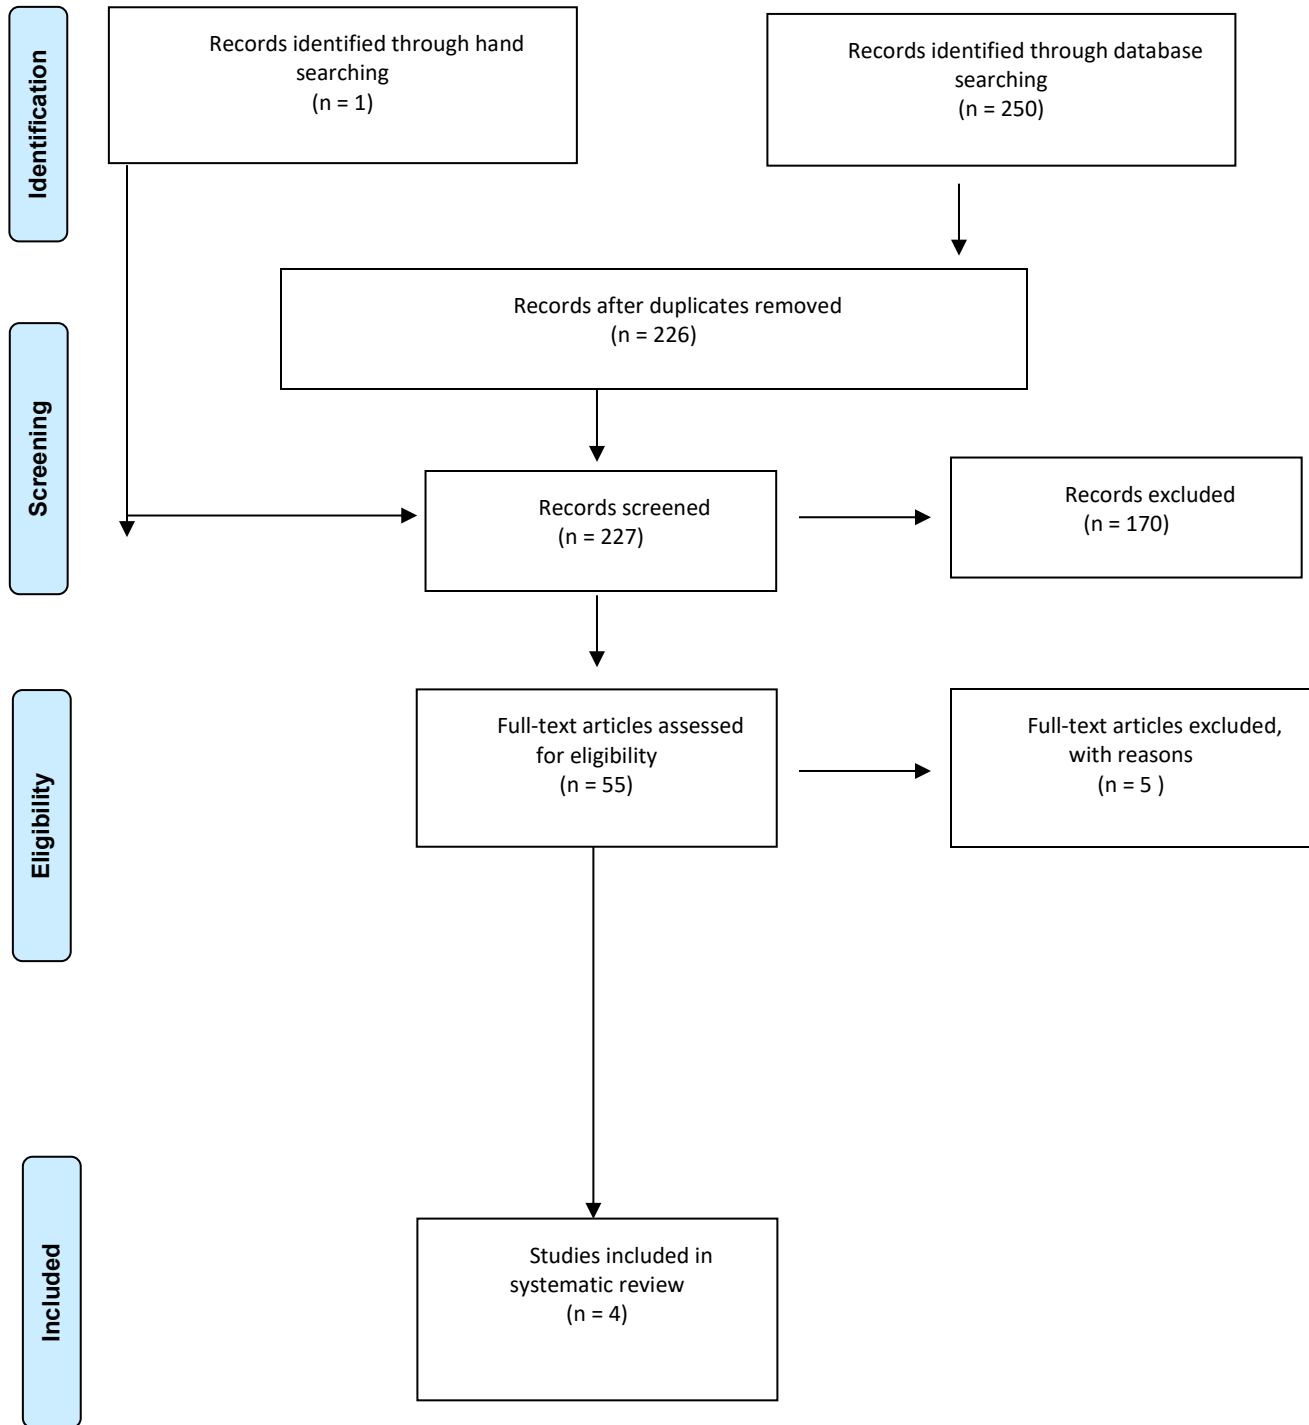 Identification
Records identified through hand
searching
(n = 1)
Records identified through database
searching
(n = 250)
Records after duplicates removed
(n = 226)
Screening
Records screened
(n = 227)
Records excluded
(n = 170)
Eligibility
Full-text articles assessed
for eligibility
(n = 55)
Full-text articles excluded,
with reasons
(n = 5 )
Included
Studies included in
systematic review
(n = 4)